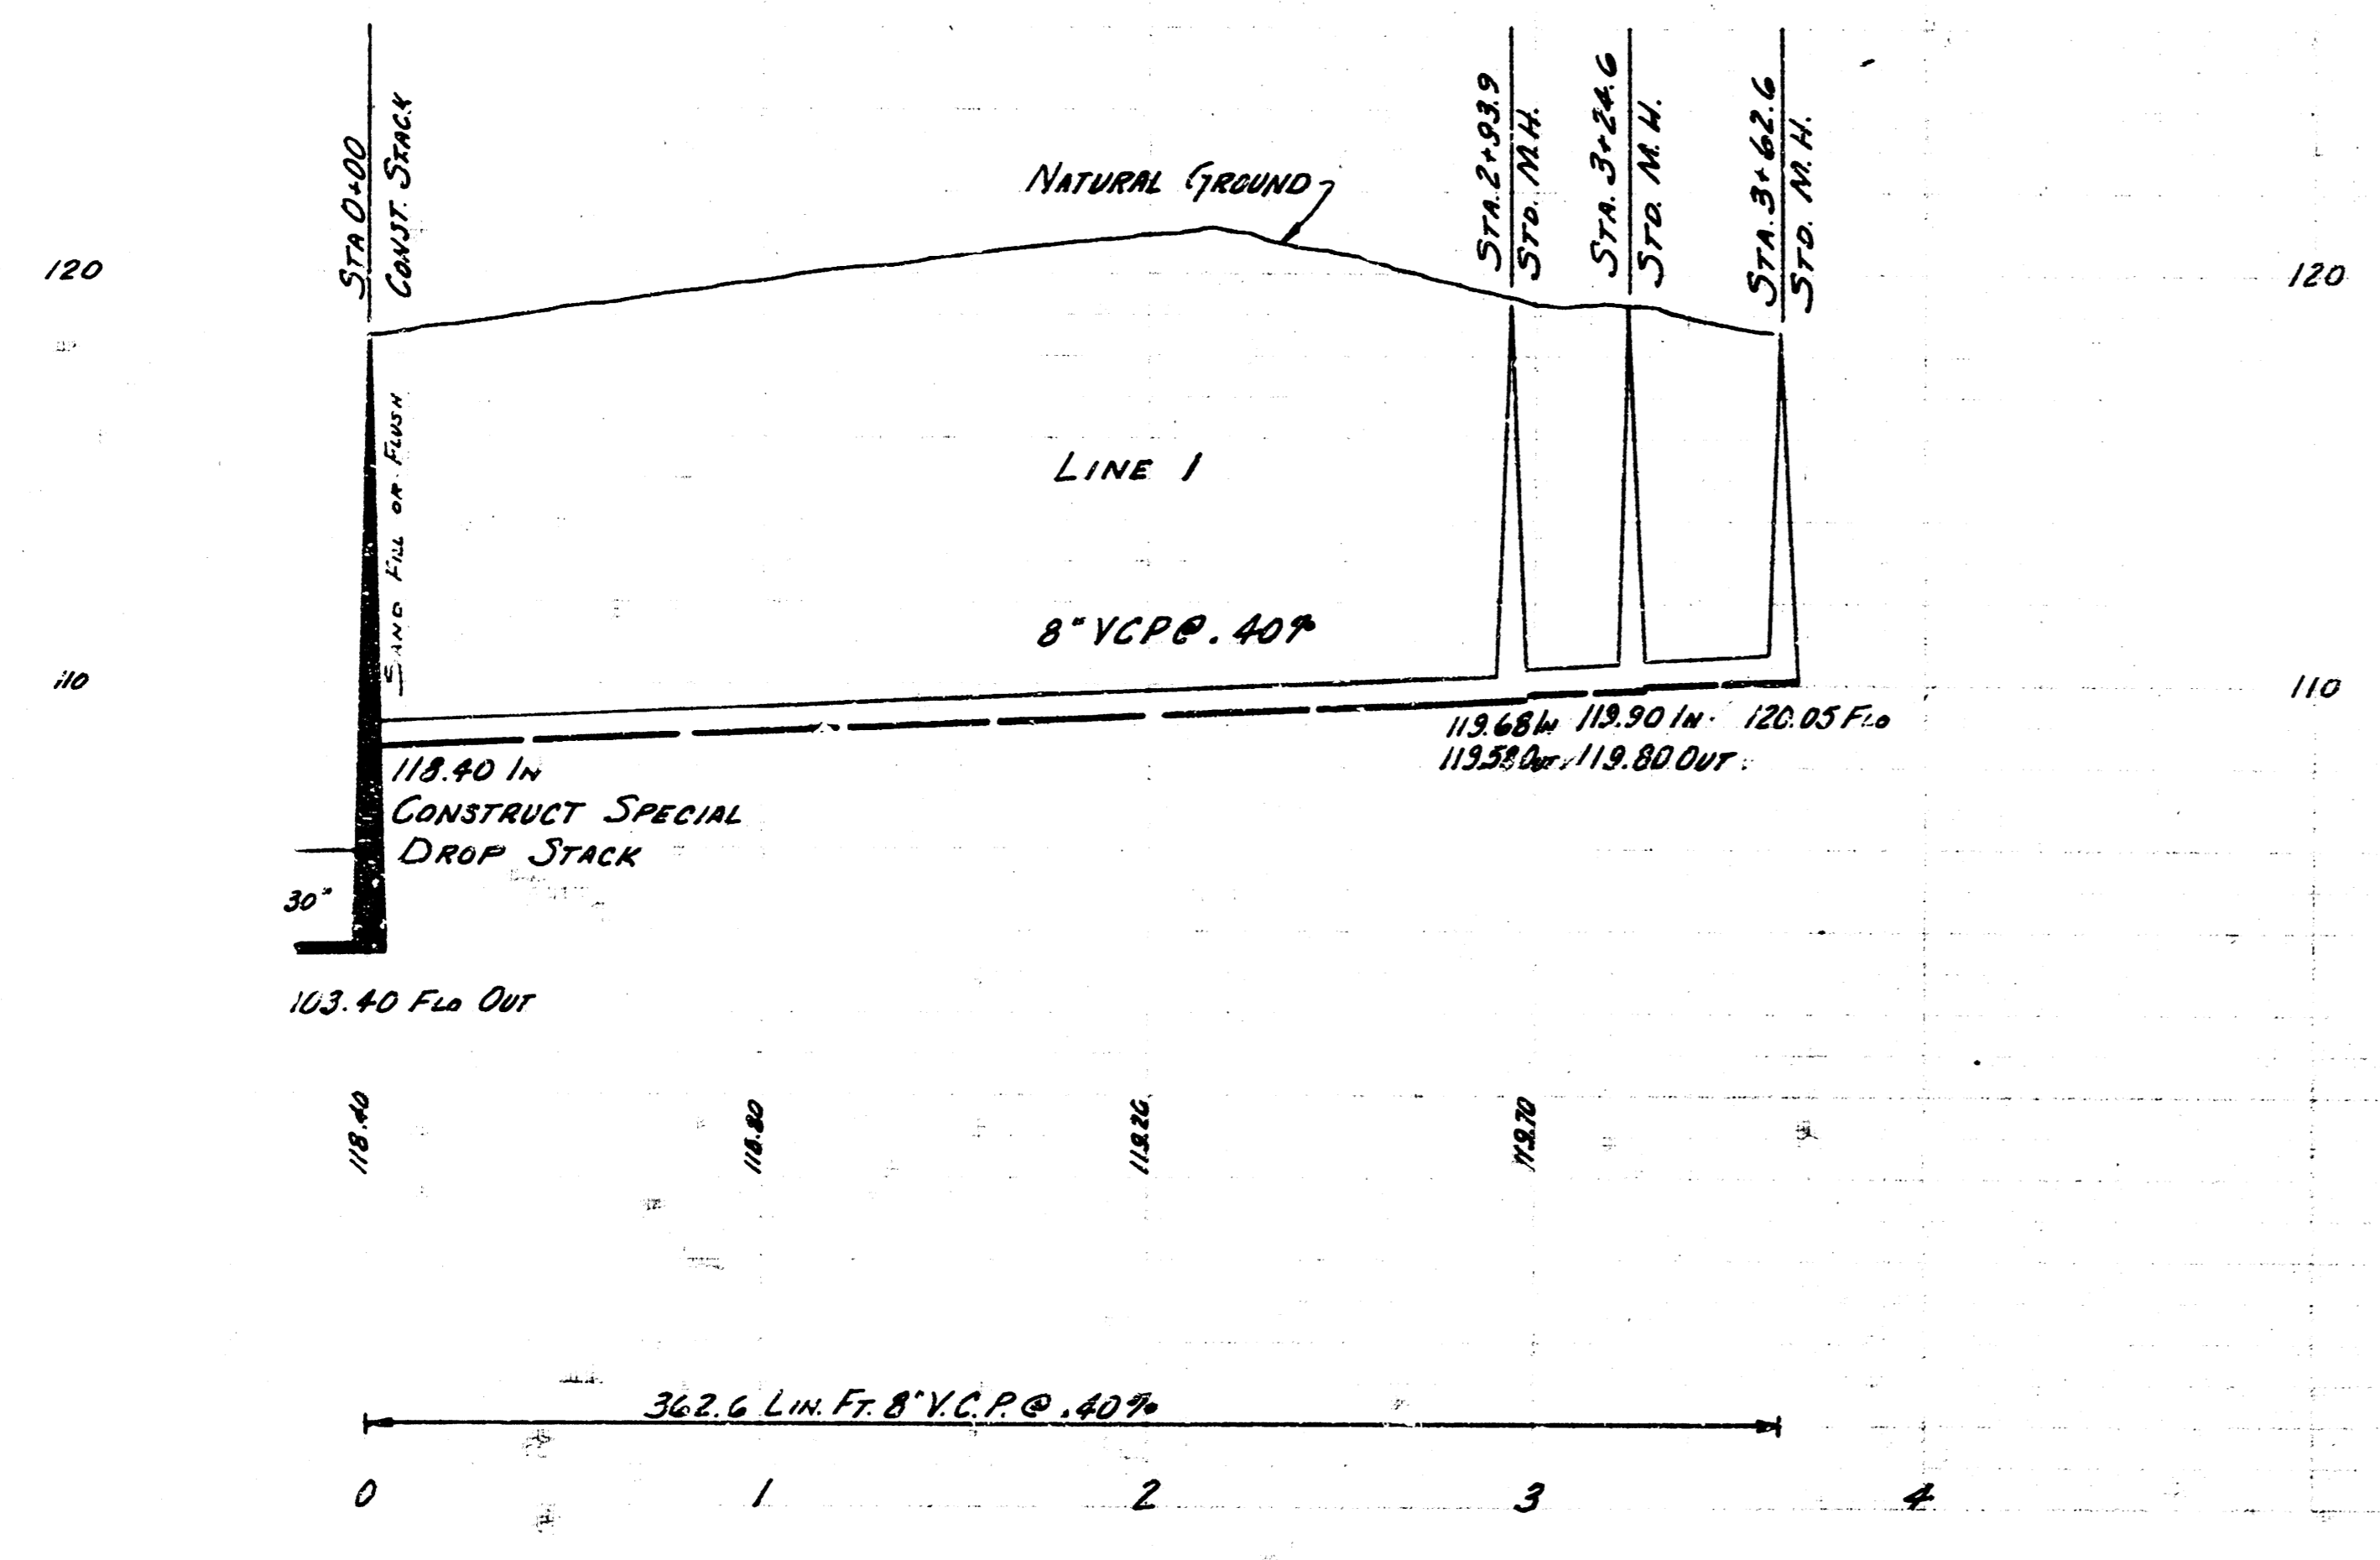 STA 0+00
CONST. STACK
NATURAL GROUND
STA. 2+93.9
STD. M.H.
STA. 3+24.6
STD. M.H.
STA. 3+62.6
STD. M.H.
120
120
SAND FILL OR FLUSH
LINE 1
8" VCP @ .40%
110
110
118.40 IN
CONSTRUCT SPECIAL
DROP STACK
119.68 IN 119.90 IN. 120.05 FLO
119.58 OUT 119.80 OUT
30"
103.40 FLO OUT
118.40
118.80
119.20
119.70
362.6 LIN. FT. 8" V.C.P. @ .40%
0 1 2 3 4